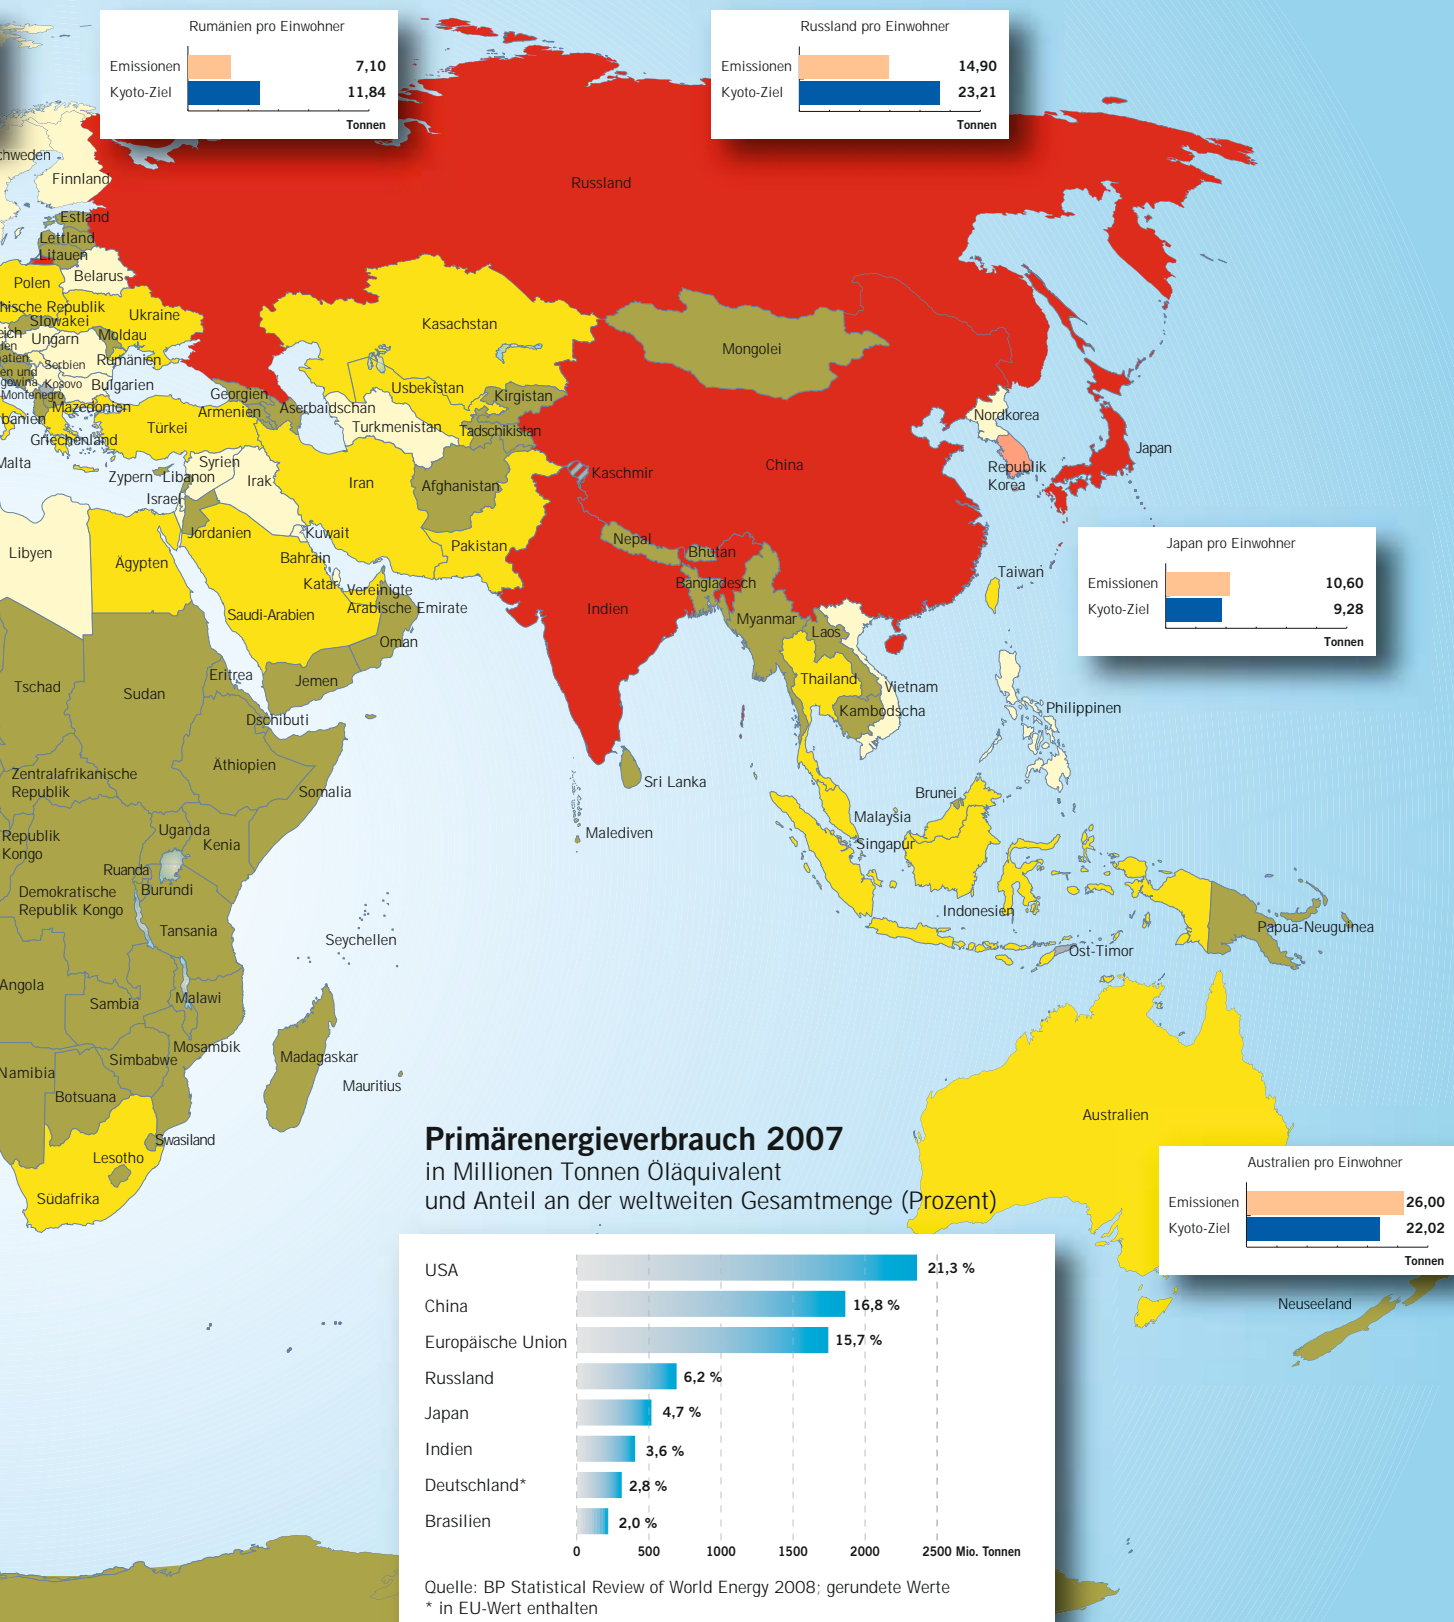 Rumänien pro Einwohner
Emissionen 7,10
Kyoto-Ziel 11,84
Tonnen
Russland pro Einwohner
Emissionen 14,90
Kyoto-Ziel 23,21
Tonnen
Russland
Finnland
Estland
Lettland
Litauen
Belarus
Polen
Ukraine
Slowakei
Ungarn
Moldau
Rumänien
Serbien
Kosovo
Bulgarien
Montenegro
Mazedonien
Griechenland
Malta
Kasachstan
Mongolei
Usbekistan
Kirgistan
Georgien
Armenien
Aserbaidschan
Turkmenistan
Tadschikistan
Türkei
Nordkorea
Republik
Korea
Japan
China
Kaschmir
Zypern
Libanon
Syrien
Israel
Irak
Iran
Afghanistan
Jordanien
Kuwait
Pakistan
Nepal
Bhutan
Libyen
Ägypten
Bahrain
Katar
Vereinigte
Arabische Emirate
Saudi-Arabien
Oman
Bangladesch
Indien
Myanmar
Laos
Taiwan
Japan pro Einwohner
Emissionen 10,60
Kyoto-Ziel 9,28
Tonnen
Tschad
Sudan
Eritrea
Jemen
Dschibuti
Thailand
Vietnam
Kambodscha
Philippinen
Zentralafrikanische
Republik
Äthiopien
Somalia
Sri Lanka
Malediven
Brunei
Malaysia
Singapur
Republik
Kongo
Uganda
Kenia
Ruanda
Burundi
Demokratische
Republik Kongo
Tansania
Seychellen
Indonesien
Ost-Timor
Papua-Neuguinea
Angola
Sambia
Malawi
Mosambik
Simbabwe
Madagaskar
Mauritius
Namibia
Botsuana
Swasiland
Lesotho
Südafrika
Australien
Australien pro Einwohner
Emissionen 26,00
Kyoto-Ziel 22,02
Tonnen
Neuseeland
Primärenergieverbrauch 2007
in Millionen Tonnen Öläquivalent
und Anteil an der weltweiten Gesamtmenge (Prozent)
USA 21,3 %
China 16,8 %
Europäische Union 15,7 %
Russland 6,2 %
Japan 4,7 %
Indien 3,6 %
Deutschland* 2,8 %
Brasilien 2,0 %
0 500 1000 1500 2000 2500 Mio. Tonnen
Quelle: BP Statistical Review of World Energy 2008; gerundete Werte
* in EU-Wert enthalten